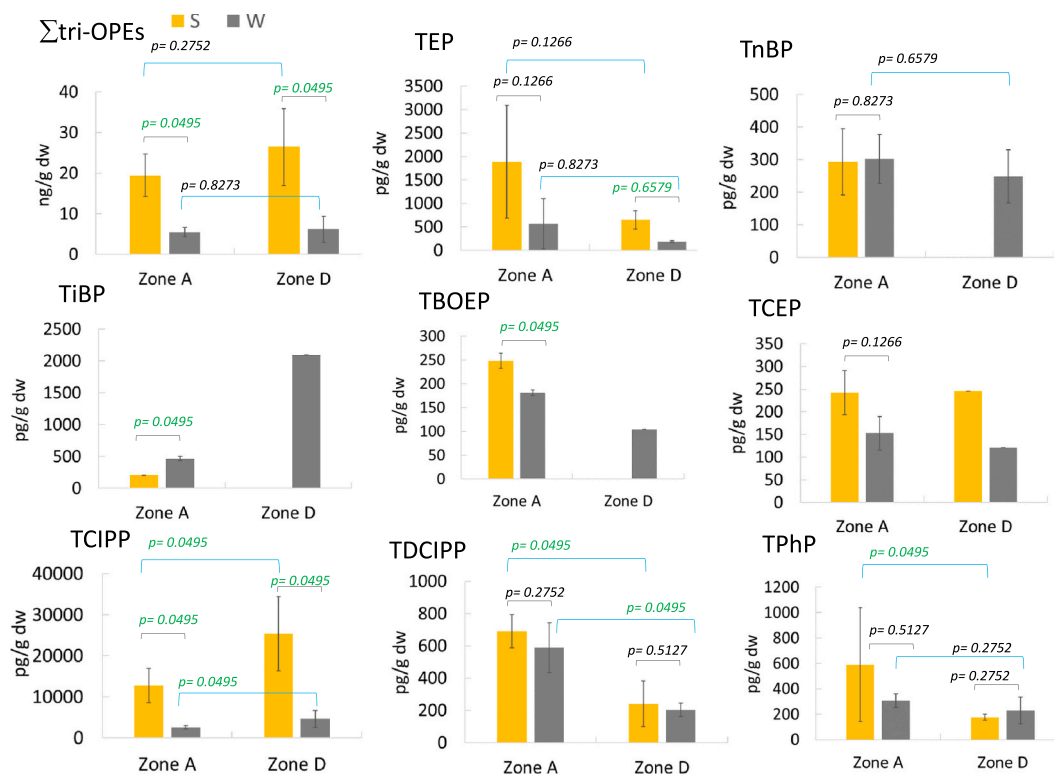 ∑tri-OPEs
S W
p= 0.2752
p= 0.0495
p= 0.0495
p= 0.8273
ng/g dw
40
30
20
10
0
Zone A Zone D
TEP
p= 0.1266
p= 0.1266
p= 0.8273
p= 0.6579
pg/g dw
3500
3000
2500
2000
1500
1000
500
0
Zone A Zone D
TnBP
p= 0.6579
p= 0.8273
pg/g dw
500
400
300
200
100
0
Zone A Zone D
TiBP
p= 0.0495
pg/g dw
2500
2000
1500
1000
500
0
Zone A Zone D
TBOEP
p= 0.0495
pg/g dw
300
250
200
150
100
50
0
Zone A Zone D
TCEP
p= 0.1266
pg/g dw
350
300
250
200
150
100
50
0
Zone A Zone D
TCIPP
p= 0.0495
p= 0.0495
p= 0.0495
p= 0.0495
pg/g dw
40000
30000
20000
10000
0
Zone A Zone D
TDCIPP
p= 0.0495
p= 0.2752
p= 0.0495
p= 0.5127
pg/g dw
1000
800
600
400
200
0
Zone A Zone D
TPhP
p= 0.0495
p= 0.5127
p= 0.2752
p= 0.2752
pg/g dw
1200
1000
800
600
400
200
0
Zone A Zone D